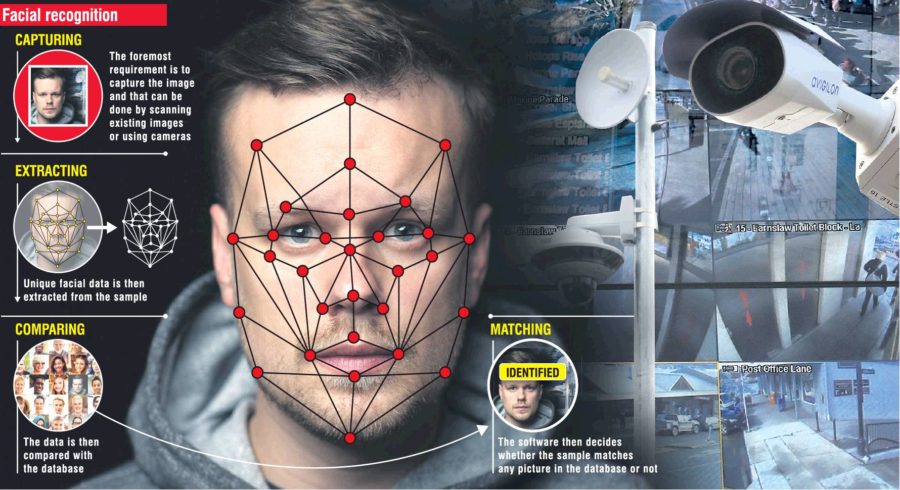 Facial recognition
CAPTURING
The foremost
requirement is to
capture the image
and that can be
done by scanning
existing images
or using cameras
EXTRACTING
Unique facial data is then
extracted from the sample
COMPARING
The data is then
compared with
the database
MATCHING
IDENTIFIED
The software then decides
whether the sample matches
any picture in the database or not
AVIGILON
Marine Parade
15 - Earnslaw Toilet Block - La
Post Office Lane